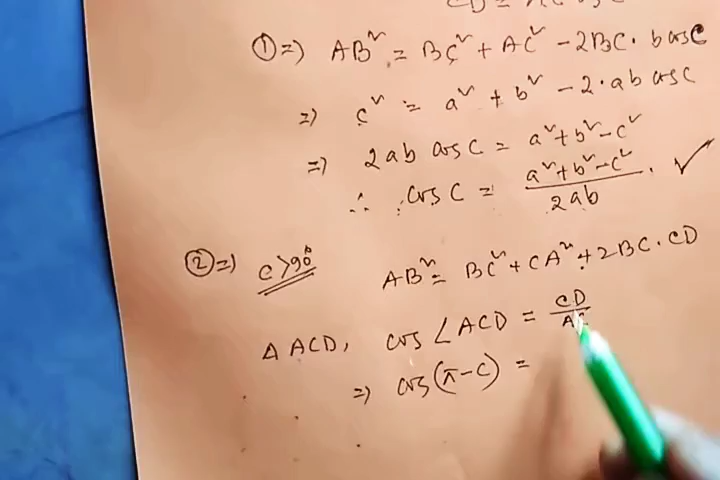 ① ⇒) AB² = BC² + AC² - 2BC · b cos C
⇒) c² = a² + b² - 2 · ab cos C
⇒) 2ab cos C = a² + b² - c²
∴ cos C = (a² + b² - c²) / 2ab . ✓
② ⇒) C > 90° AB² = BC² + CA² + 2BC · CD
Δ ACD, cos ∠ACD = CD / AC
⇒) cos(π - C) =